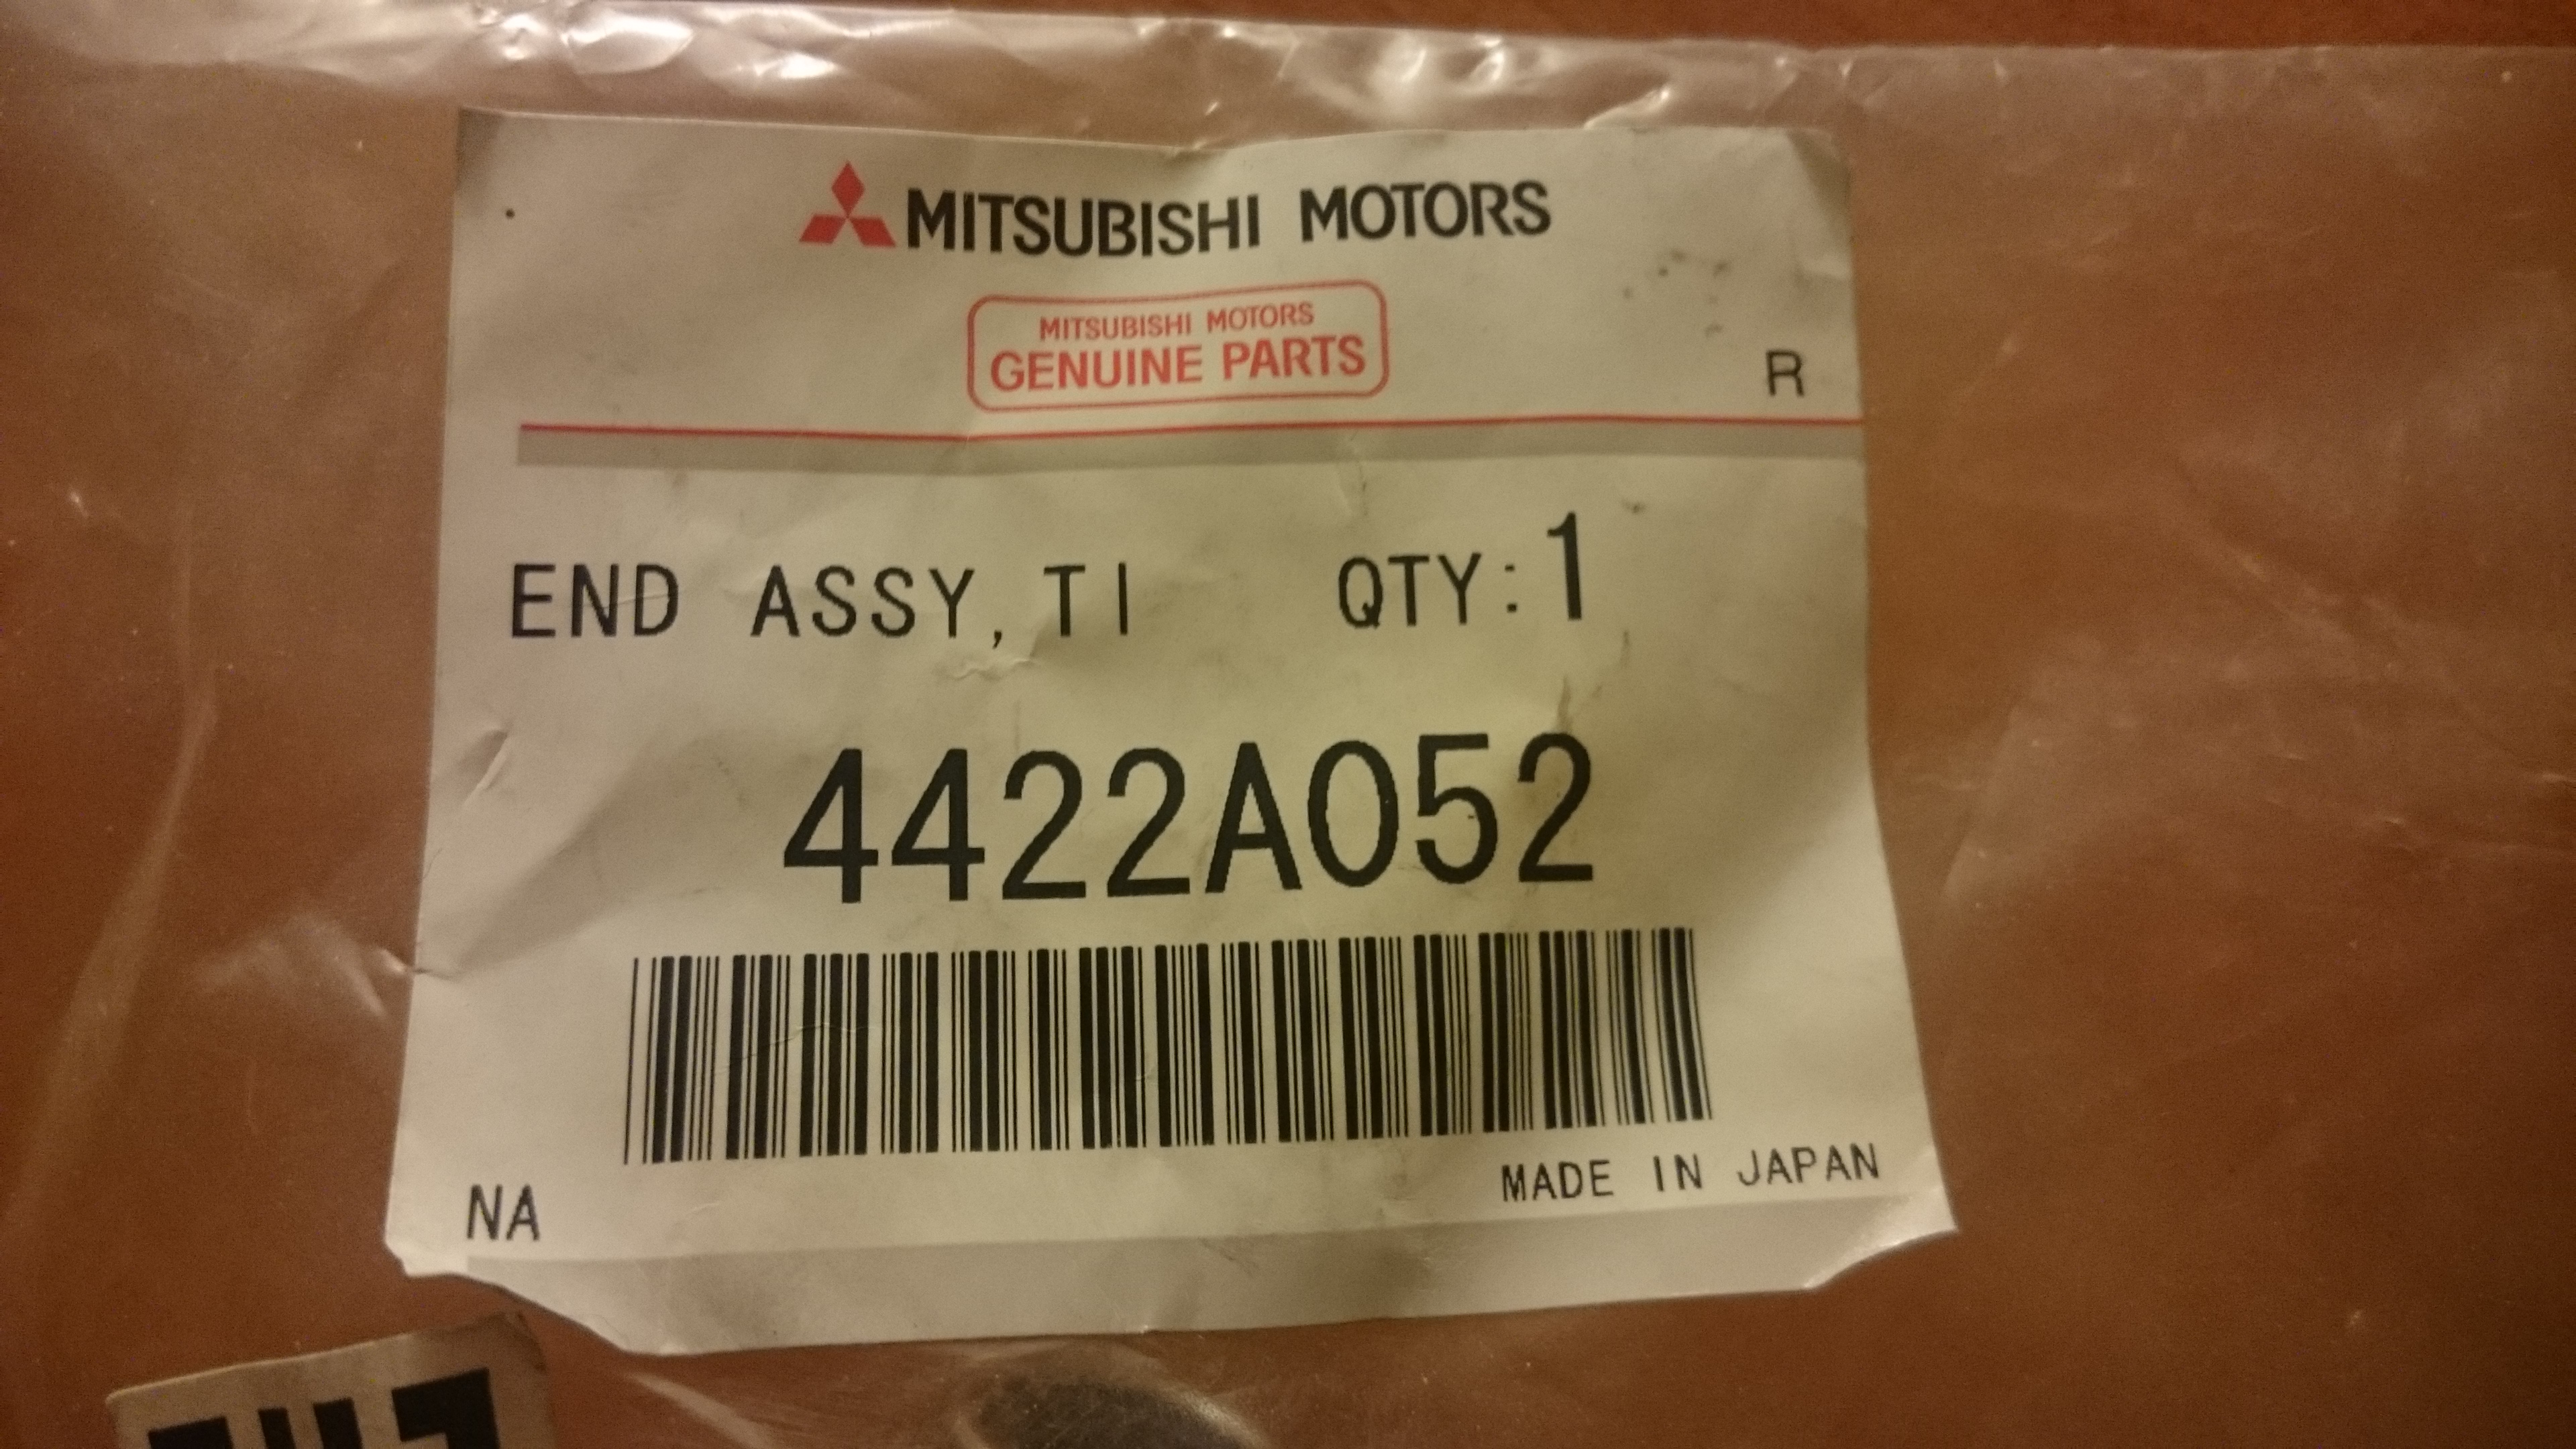 MITSUBISHI MOTORS
MITSUBISHI MOTORS
GENUINE PARTS
R
END ASSY, TI QTY:1
4422A052
MADE IN JAPAN
NA